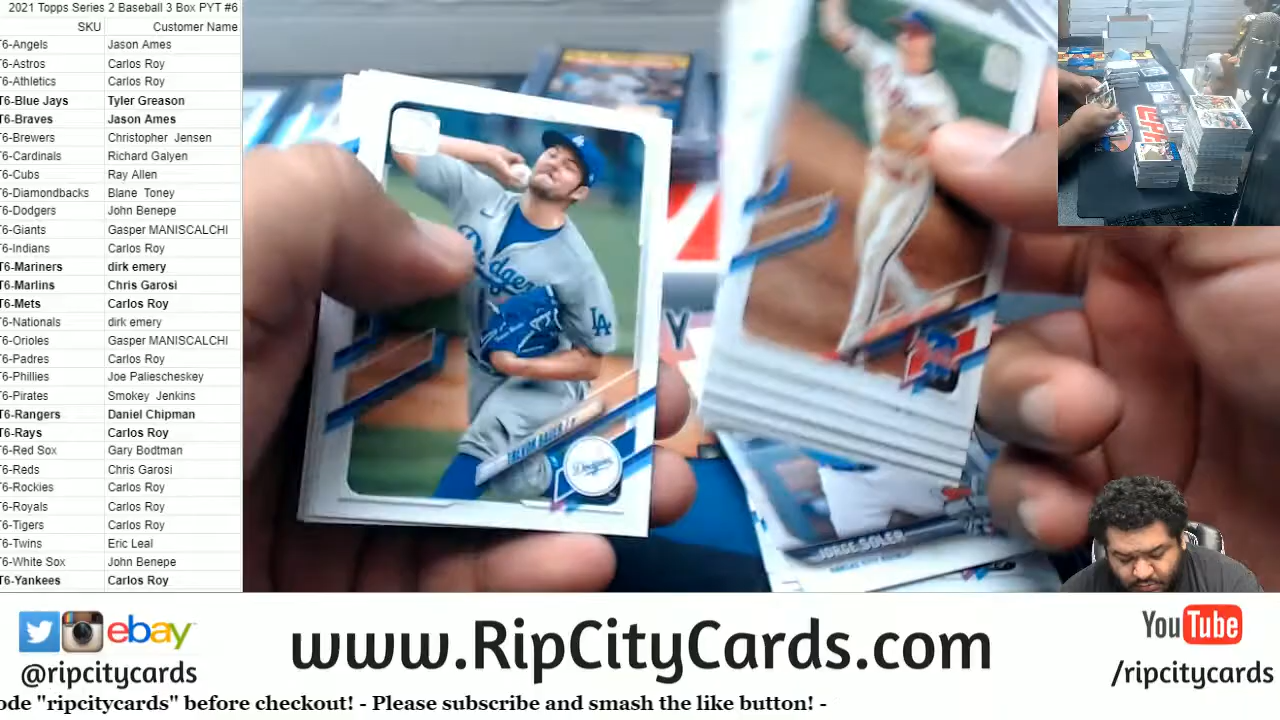 2021 Topps Series 2 Baseball 3 Box PYT #6
SKU Customer Name
T6-Angels Jason Ames
T6-Astros Carlos Roy
T6-Athletics Carlos Roy
T6-Blue Jays Tyler Greason
T6-Braves Jason Ames
T6-Brewers Christopher Jensen
T6-Cardinals Richard Galyen
T6-Cubs Ray Allen
T6-Diamondbacks Blane Toney
T6-Dodgers John Benepe
T6-Giants Gasper MANISCALCHI
T6-Indians Carlos Roy
T6-Mariners dirk emery
T6-Marlins Chris Garosi
T6-Mets Carlos Roy
T6-Nationals dirk emery
T6-Orioles Gasper MANISCALCHI
T6-Padres Carlos Roy
T6-Phillies Joe Paliescheskey
T6-Pirates Smokey Jenkins
T6-Rangers Daniel Chipman
T6-Rays Carlos Roy
T6-Red Sox Gary Bodtman
T6-Reds Chris Garosi
T6-Rockies Carlos Roy
T6-Royals Carlos Roy
T6-Tigers Carlos Roy
T6-Twins Eric Leal
T6-White Sox John Benepe
T6-Yankees Carlos Roy
Dodgers
LA
TREVOR BAUER
Dodgers
Y
JORGE SOLER
ebay
@ripcitycards
www.RipCityCards.com
YouTube
/ripcitycards
ode "ripcitycards" before checkout! - Please subscribe and smash the like button! -